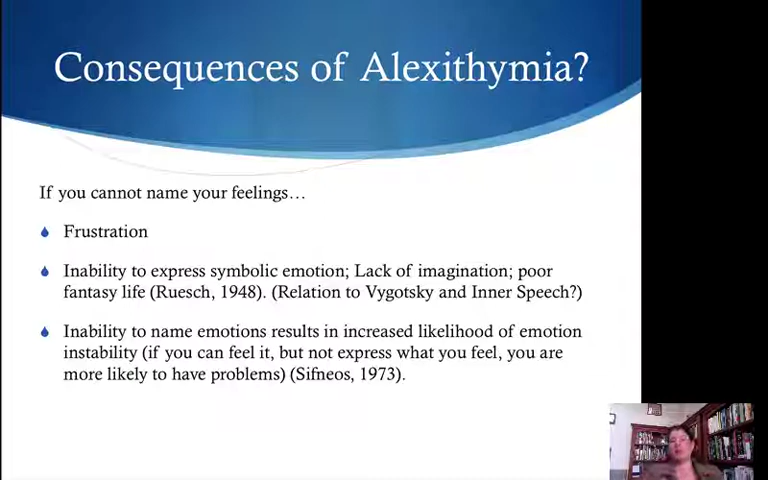 Consequences of Alexithymia?
If you cannot name your feelings…
Frustration
Inability to express symbolic emotion; Lack of imagination; poor
fantasy life (Ruesch, 1948). (Relation to Vygotsky and Inner Speech?)
Inability to name emotions results in increased likelihood of emotion
instability (if you can feel it, but not express what you feel, you are
more likely to have problems) (Sifneos, 1973).